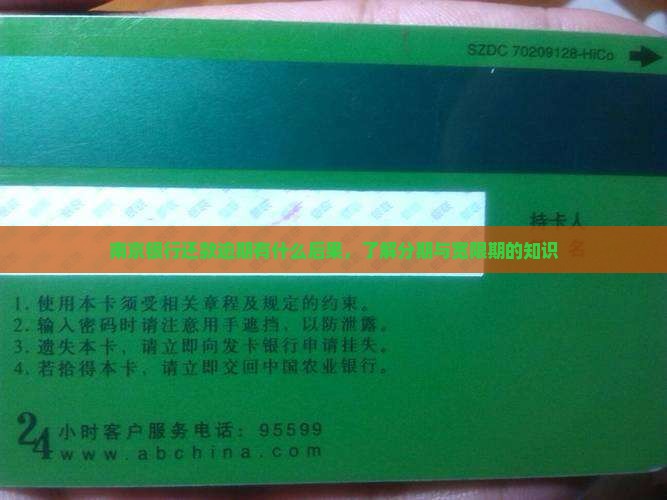 SZDC 70209128-HiCo
持卡人
南京银行还款逾期有什么后果，了解分期与宽限期的知识
名
1. 使用本卡须受相关章程及规定的约束。
2. 输入密码时请注意用手遮挡，以防泄露。
3. 遗失本卡，请立即向发卡银行申请挂失。
4. 若拾得本卡，请立即交回中国农业银行。
24 小时客户服务电话：95599
www.abchina.com